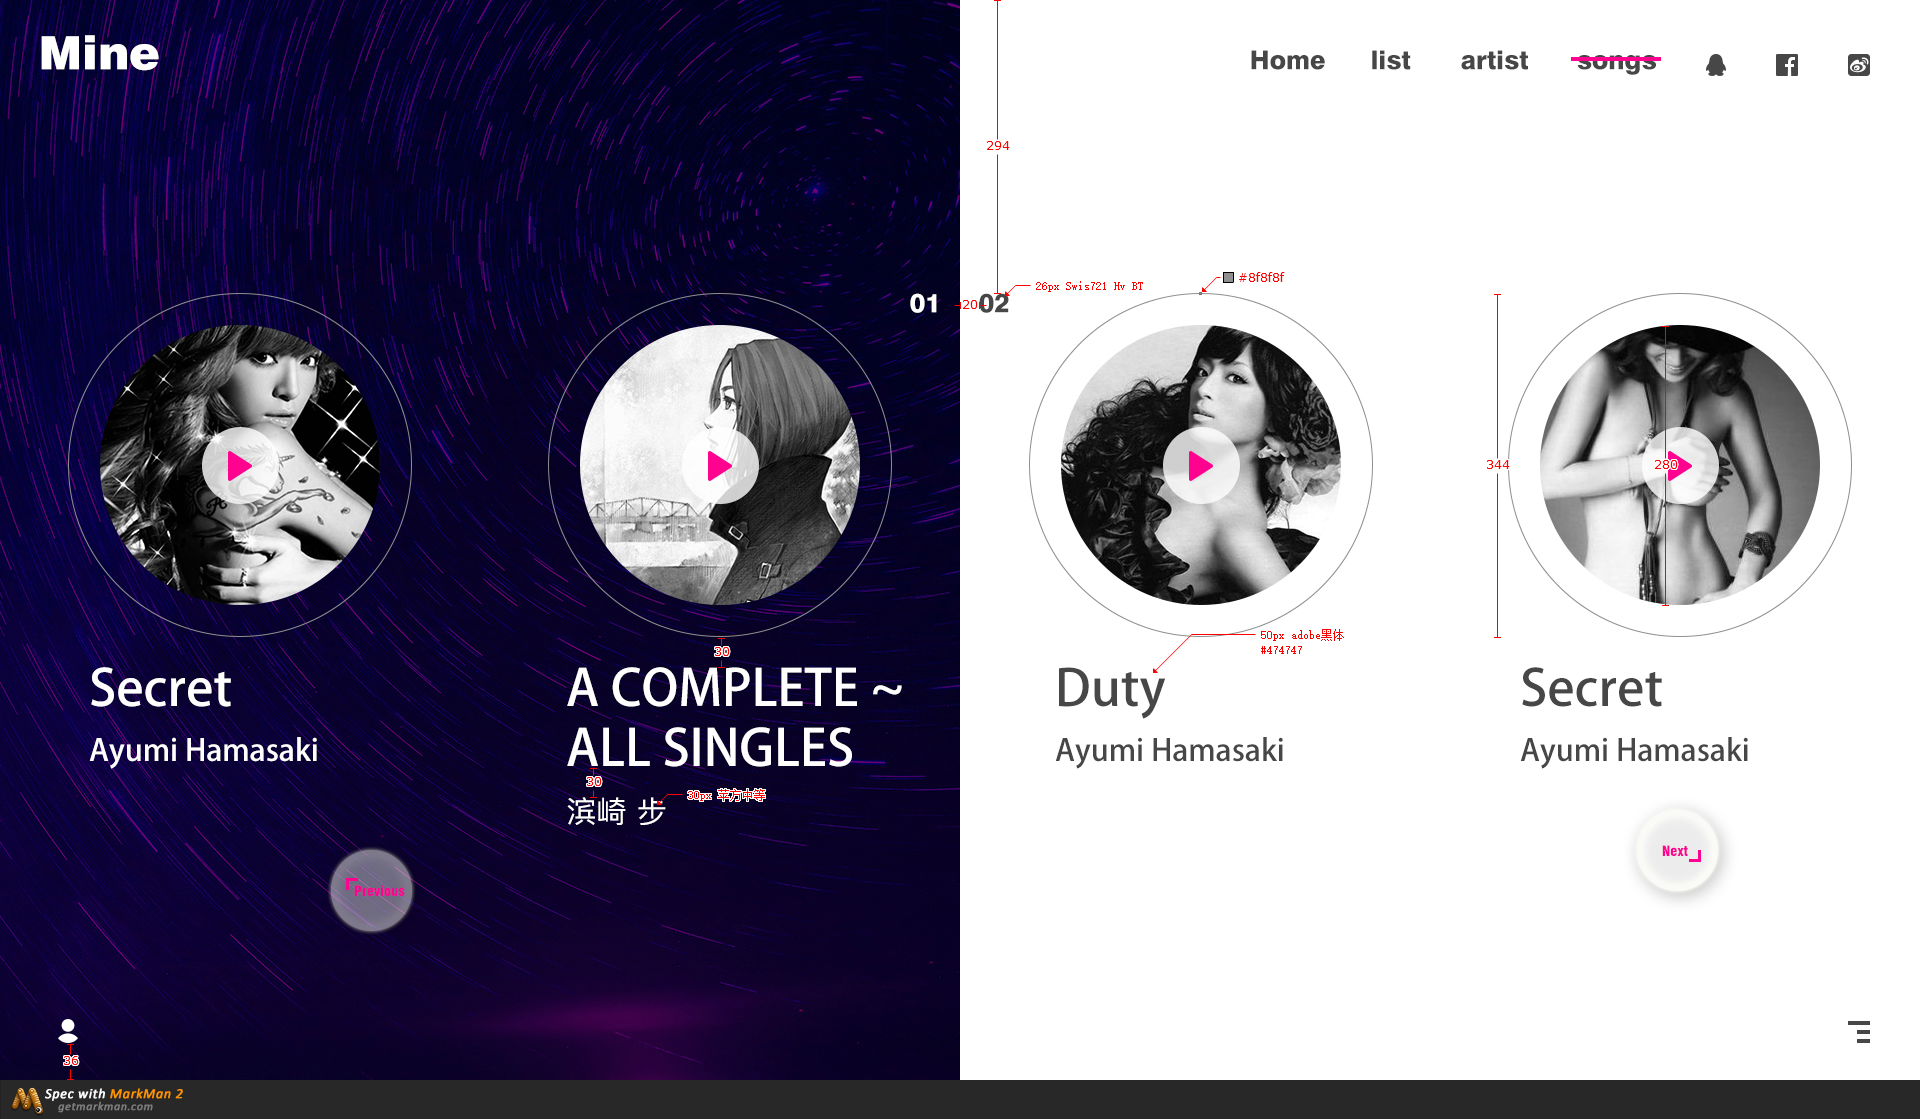 Mine
Home list artist songs
294
#8f8f8f
26px Swis721 Hv BT
01
20
02
344
280
30
50px adobe黑体
#474747
Secret
Ayumi Hamasaki
A COMPLETE ~
ALL SINGLES
30
30px 苹方中等
滨崎 步
Duty
Ayumi Hamasaki
Secret
Ayumi Hamasaki
Previous
Next
36
Spec with MarkMan 2
getmarkman.com